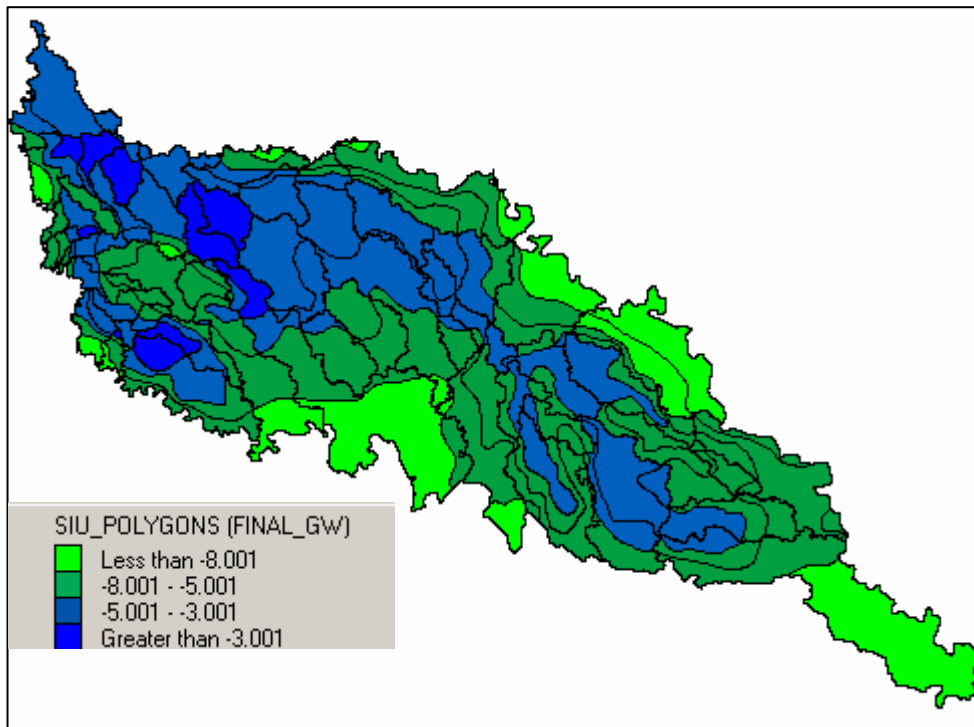 SIU_POLYGONS (FINAL_GW)
Less than -8.001
-8.001 - -5.001
-5.001 - -3.001
Greater than -3.001